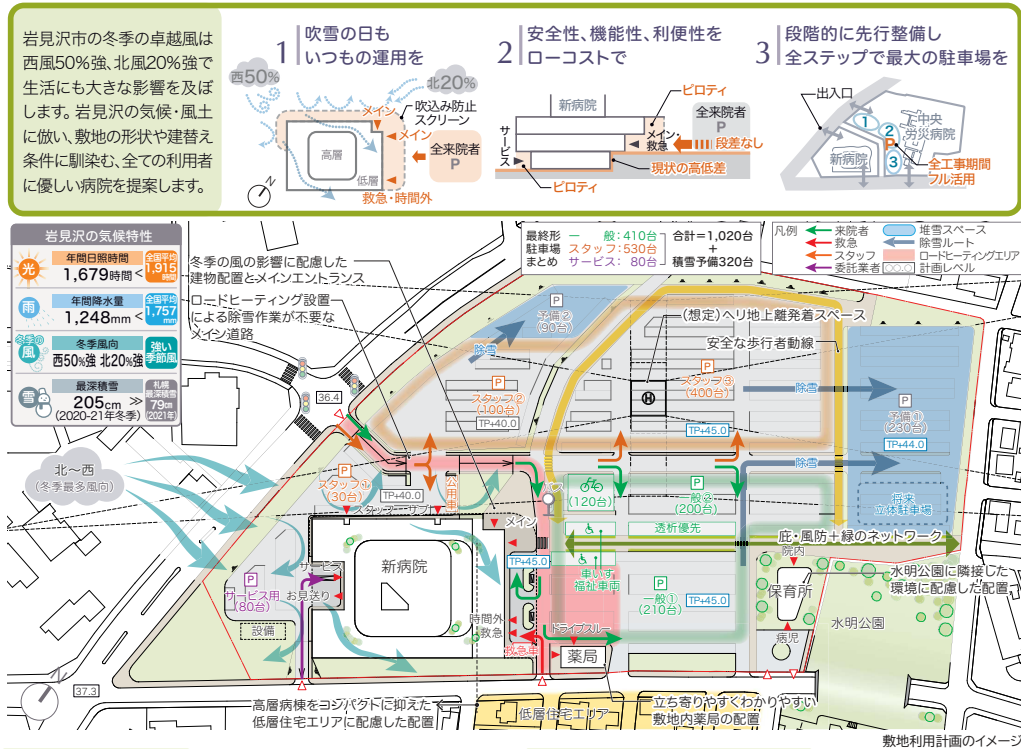 岩見沢市の冬季の卓越風は
西風50%強、北風20%強で
生活にも大きな影響を及ぼ
します。岩見沢の気候・風土
に倣い、敷地の形状や建替え
条件に馴染む、全ての利用者
に優しい病院を提案します。
1 吹雪の日も
いつもの運用を
西50%
北20%
メイン
吹込み防止
スクリーン
メイン
高層
全来院者
P
低層
救急・時間外
N
2 安全性、機能性、利便性を
ローコストで
新病院
ピロティ
サービス
メイン・
救急
全来院者
P
段差なし
現状の高低差
ピロティ
3 段階的に先行整備し
全ステップで最大の駐車場を
出入口
1
2
P
3
中央
労災病院
新病院
全工事期間
フル活用
岩見沢の気候特性
光
年間日照時間
1,679時間 <
全国平均
1,915
時間
雨
年間降水量
1,248mm <
全国平均
1,757
mm
冬季の
風
冬季風向
西50%強 北20%強
強い
季節風
雪
最深積雪
205cm ≫
(2020-21年冬季)
札幌
最深積雪
79cm
(2021年)
冬季の風の影響に配慮した
建物配置とメインエントランス
ロードヒーティング設置
による除雪作業が不要な
メイン道路
最終形 一 般:410台
駐車場 スタッフ:530台
まとめ サービス: 80台
合計=1,020台
+
積雪予備320台
凡例
来院者
救急
スタッフ
委託業者
堆雪スペース
除雪ルート
ロードヒーティングエリア
計画レベル
P
予備②
(90台)
除雪
(想定)ヘリ地上離発着スペース
安全な歩行者動線
P
スタッフ②
(100台)
TP+40.0
P
スタッフ③
(400台)
H
TP+45.0
除雪
P
予備①
(230台)
TP+44.0
除雪
将来
立体駐車場
36.4
北〜西
(冬季最多風向)
P
スタッフ①
(30台)
TP+40.0
公用車
スタッフ
サブ
バス
(120台)
P
一般②
(200台)
メイン
透析優先
庇・風防+緑のネットワーク
TP+45.0
車いす
福祉車両
P
一般①
(210台)
TP+45.0
院内
保育所
病児
水明公園に隣接した
環境に配慮した配置
水明公園
新病院
サービス
お見送り
P
サービス用
(80台)
設備
時間外
救急
救急車
ドライブスルー
薬局
37.3
N
高層病棟をコンパクトに抑えた
低層住宅エリアに配慮した配置
低層住宅エリア
立ち寄りやすくわかりやすい
敷地内薬局の配置
敷地利用計画のイメージ